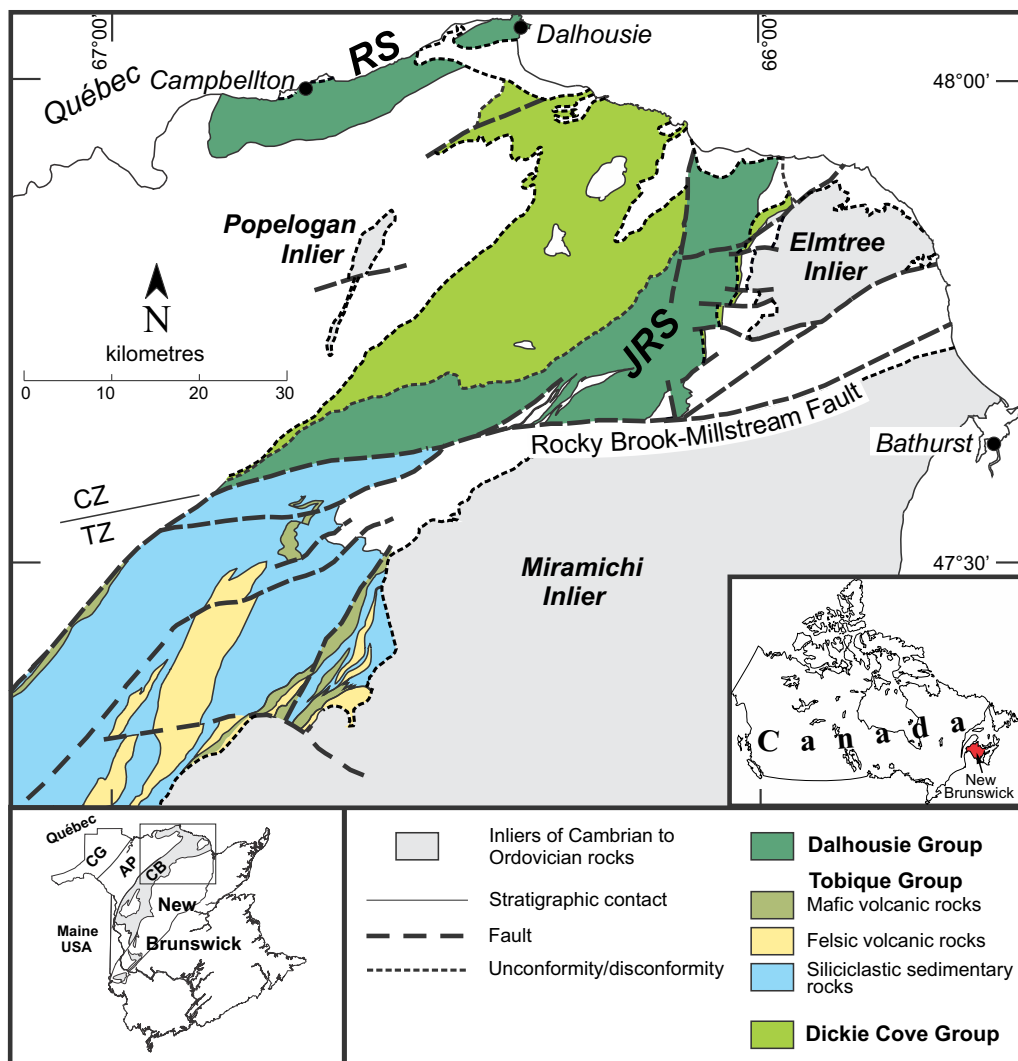 67°00'
66°00'
Dalhousie
RS
Québec
Campbellton
48°00'
Popelogan
Inlier
Elmtree
Inlier
N
kilometres
0 10 20 30
JRS
Rocky Brook-Millstream Fault
Bathurst
CZ
TZ
47°30'
Miramichi
Inlier
Canada
New
Brunswick
Québec
CG
AP
CB
New
Maine
USA
Brunswick
Inliers of Cambrian to
Ordovician rocks
Stratigraphic contact
Fault
Unconformity/disconformity
Dalhousie Group
Tobique Group
Mafic volcanic rocks
Felsic volcanic rocks
Siliciclastic sedimentary
rocks
Dickie Cove Group